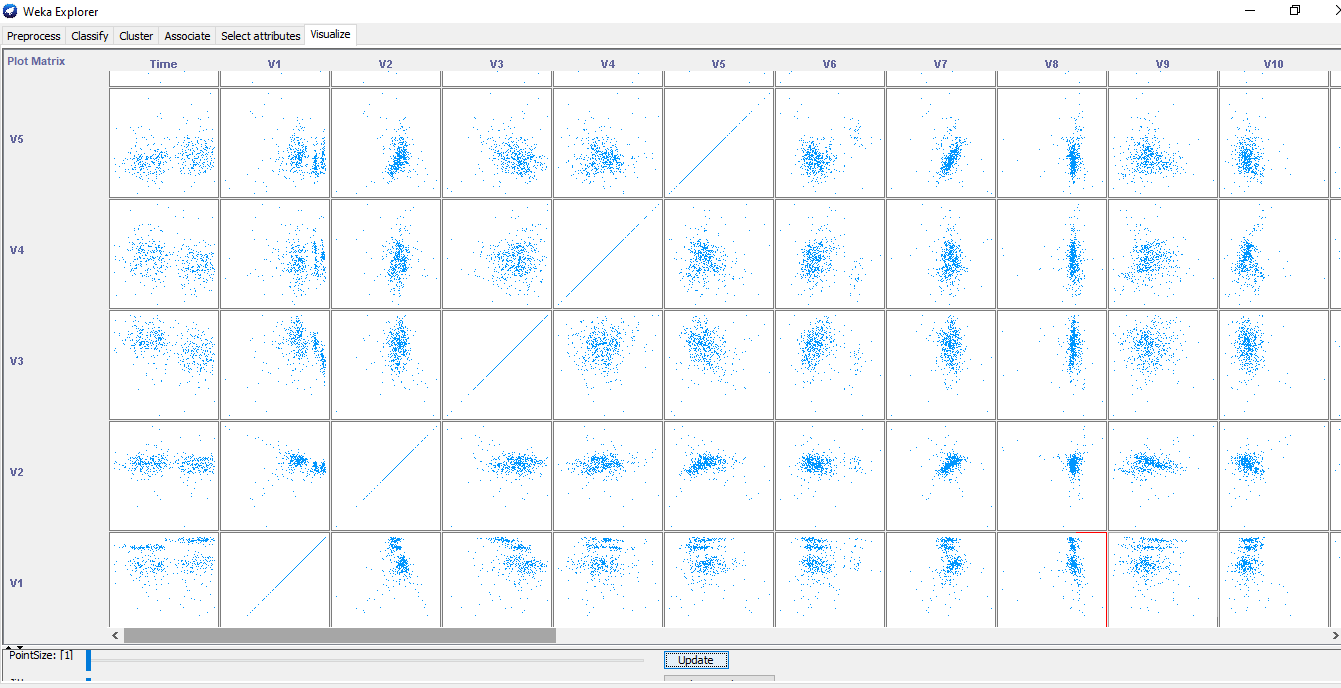 Weka Explorer
Preprocess Classify Cluster Associate Select attributes Visualize
Plot Matrix Time V1 V2 V3 V4 V5 V6 V7 V8 V9 V10
V5
V4
V3
V2
V1
PointSize: [1]
Update